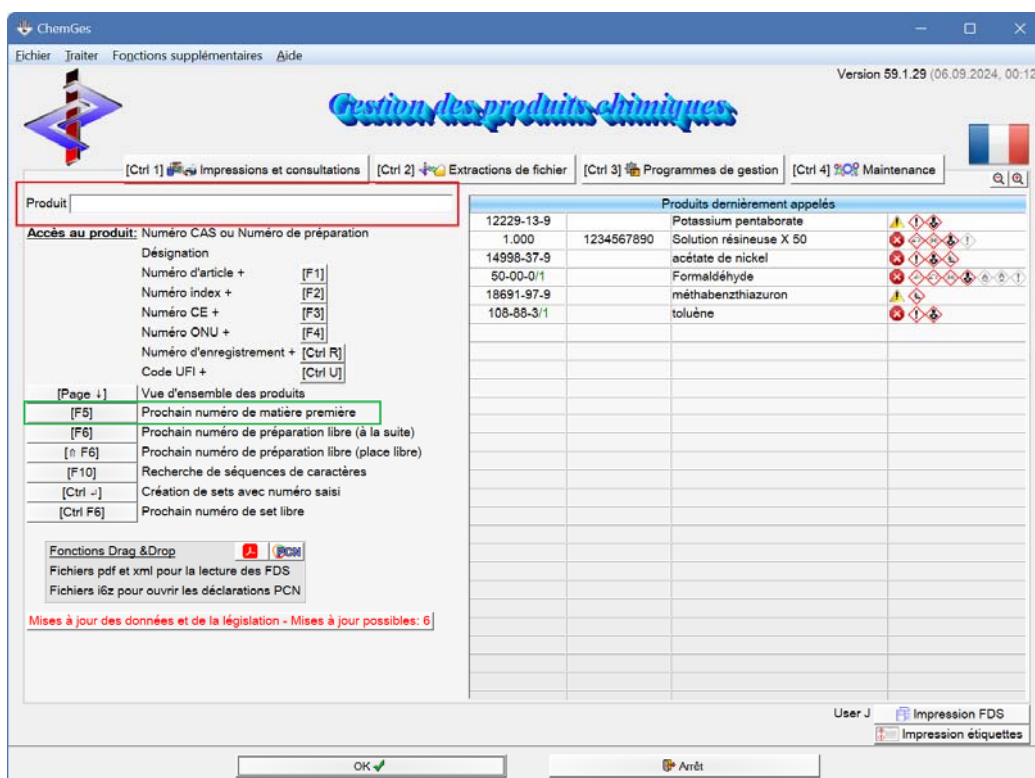 ChemGes
Fichier Traiter Fonctions supplémentaires Aide
Version 59.1.29 (06.09.2024, 00:12
Gestion des produits chimiques
[Ctrl 1] Impressions et consultations [Ctrl 2] Extractions de fichier [Ctrl 3] Programmes de gestion [Ctrl 4] Maintenance
Produit
Produits dernièrement appelés
12229-13-9 Potassium pentaborate
1.000 1234567890 Solution résineuse X 50
14998-37-9 acétate de nickel
50-00-0/1 Formaldéhyde
18691-97-9 méthabenzthiazuron
108-88-3/1 toluène
Accès au produit: Numéro CAS ou Numéro de préparation
Désignation
Numéro d'article + [F1]
Numéro index + [F2]
Numéro CE + [F3]
Numéro ONU + [F4]
Numéro d'enregistrement + [Ctrl R]
Code UFI + [Ctrl U]
[Page ↓] Vue d'ensemble des produits
[F5] Prochain numéro de matière première
[F6] Prochain numéro de préparation libre (à la suite)
[⇧ F6] Prochain numéro de préparation libre (place libre)
[F10] Recherche de séquences de caractères
[Ctrl ↵] Création de sets avec numéro saisi
[Ctrl F6] Prochain numéro de set libre
Fonctions Drag &Drop PCN
Fichiers pdf et xml pour la lecture des FDS
Fichiers i6z pour ouvrir les déclarations PCN
Mises à jour des données et de la législation - Mises à jour possibles: 6
User J Impression FDS
Impression étiquettes
OK Arrêt